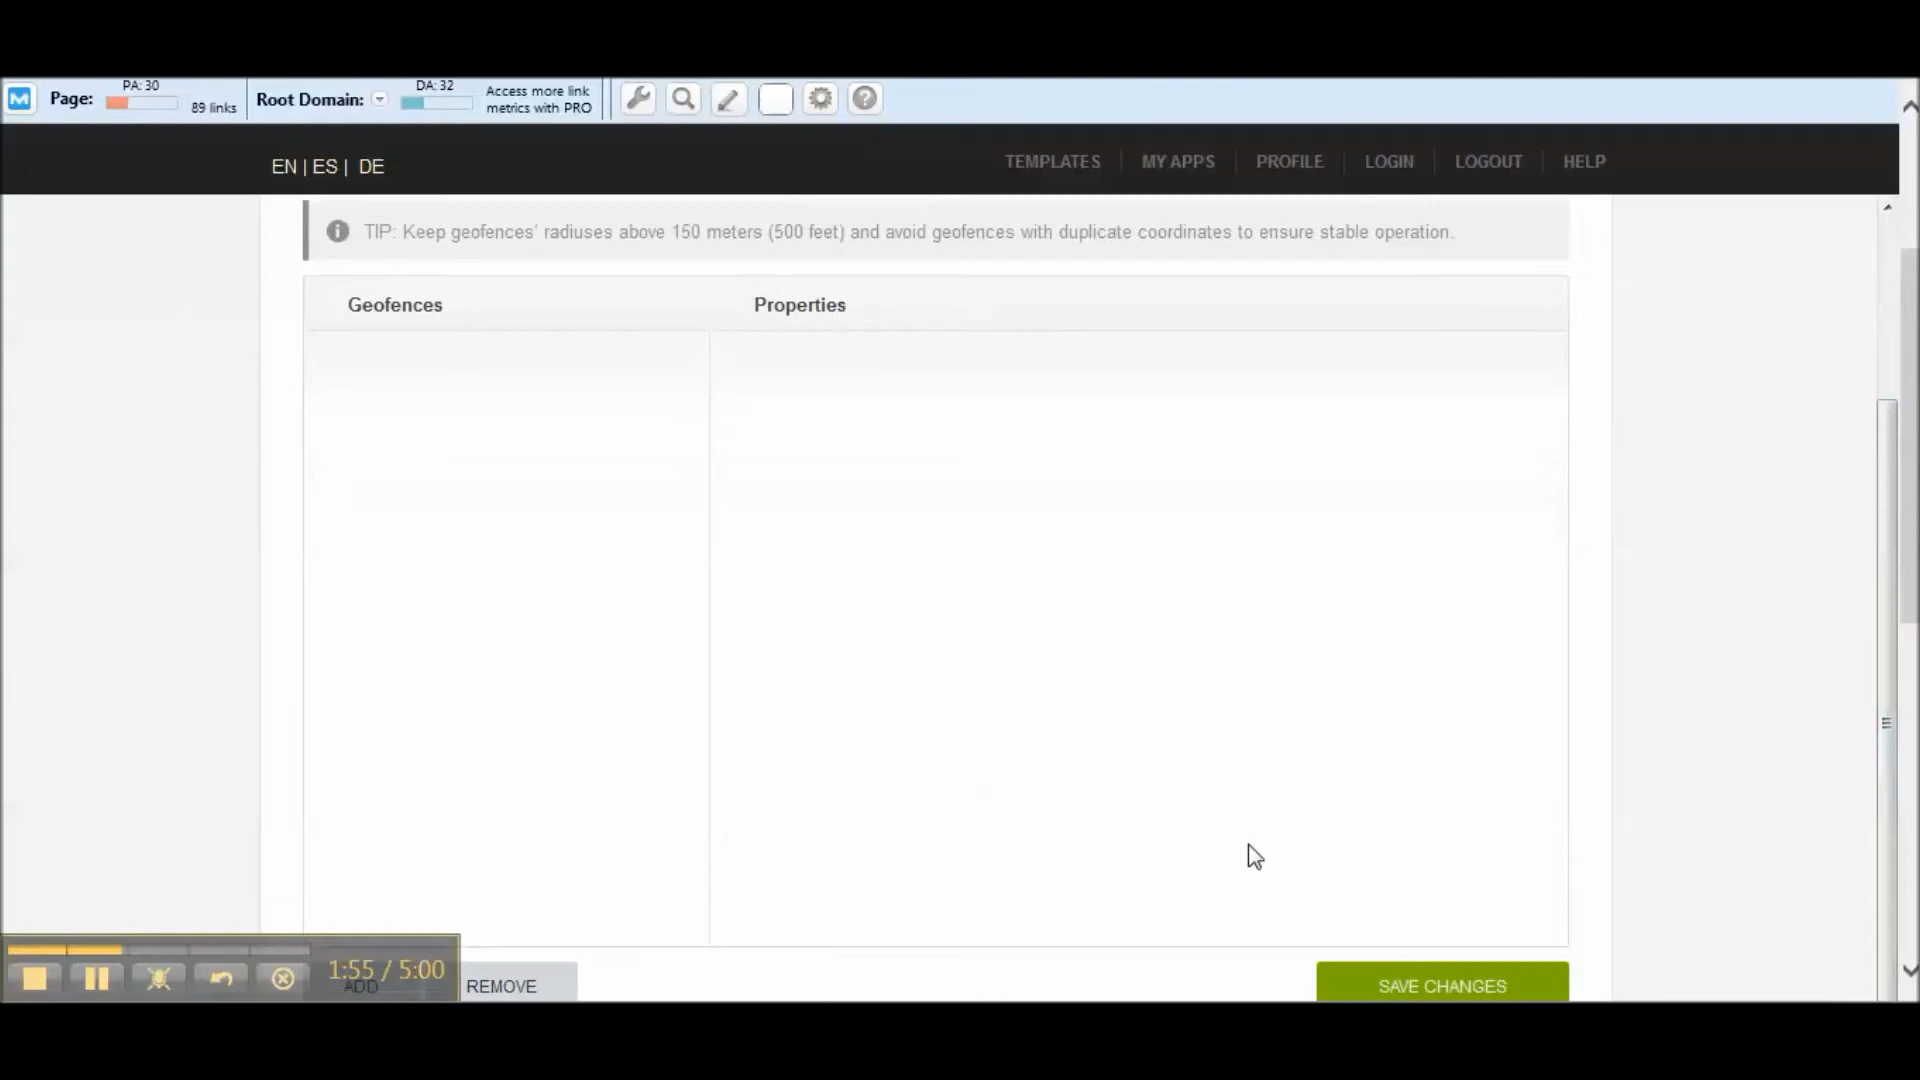 Page:
PA: 30
89 links
Root Domain:
DA: 32
Access more link
metrics with PRO
EN | ES | DE
TEMPLATES
MY APPS
PROFILE
LOGIN
LOGOUT
HELP
TIP: Keep geofences' radiuses above 150 meters (500 feet) and avoid geofences with duplicate coordinates to ensure stable operation.
Geofences
Properties
1:55 / 5:00
ADD
REMOVE
SAVE CHANGES